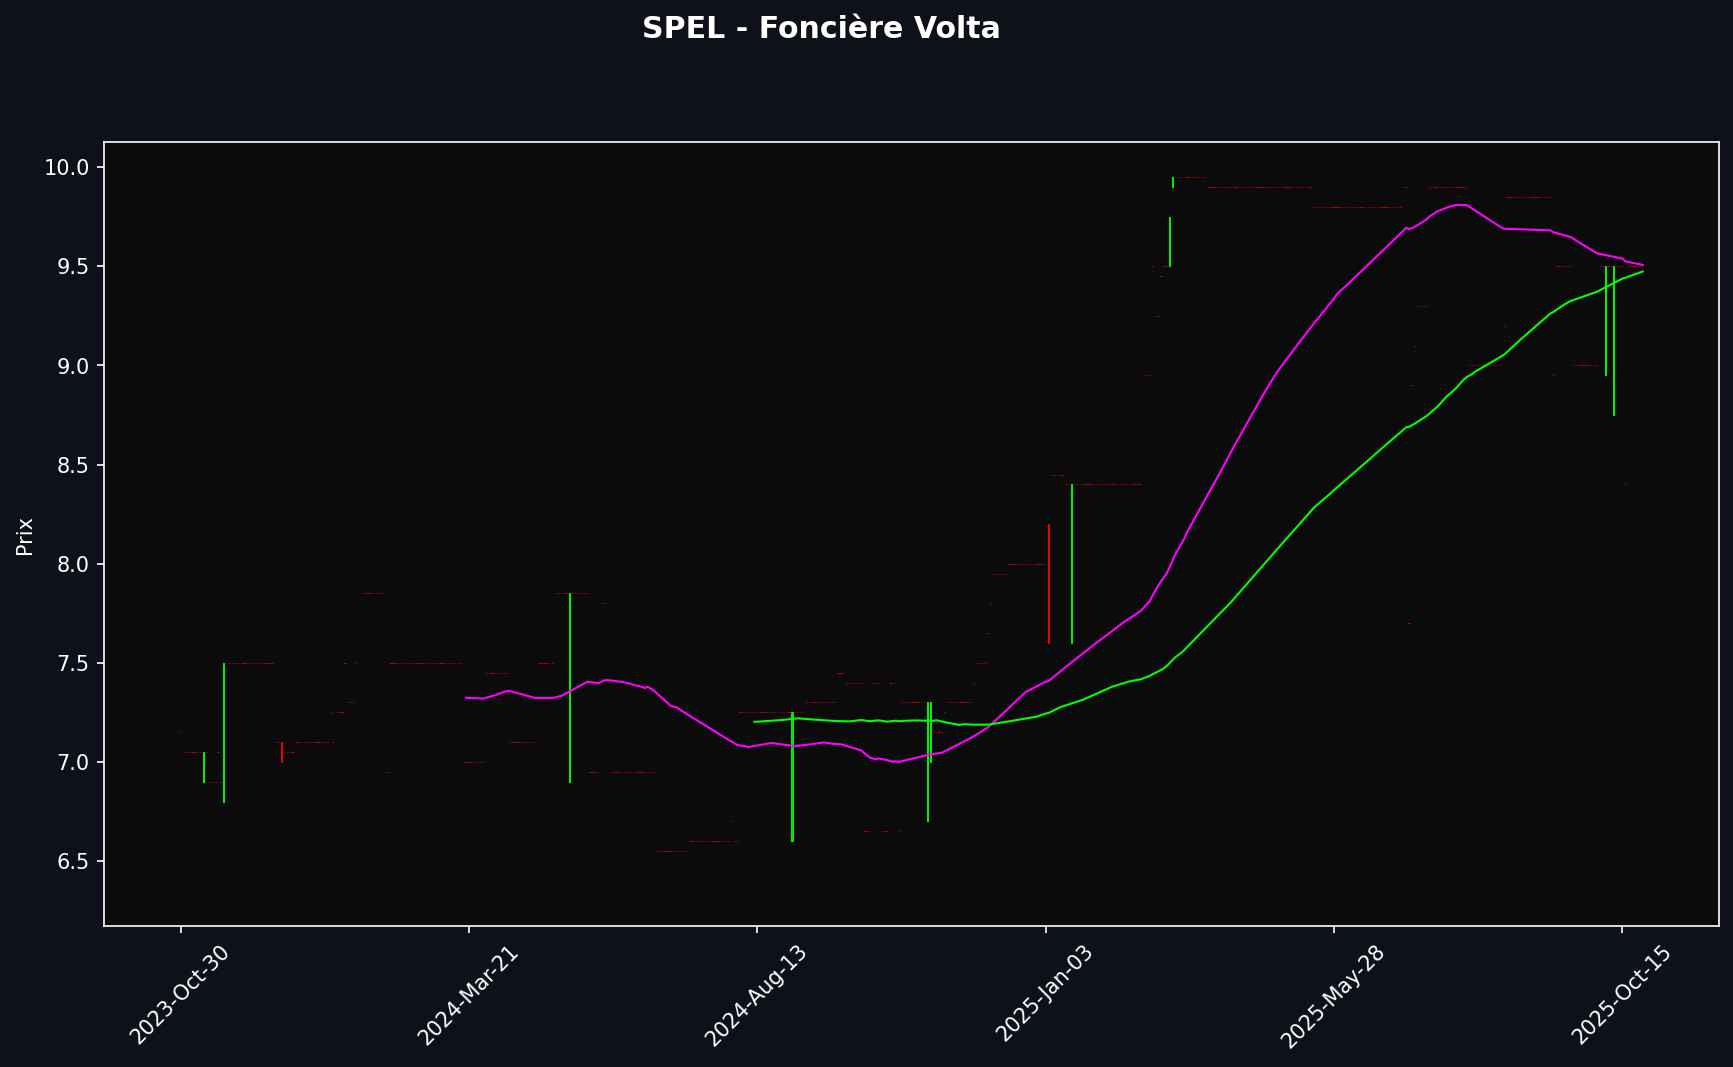 SPEL - Foncière Volta
Prix
10.0
9.5
9.0
8.5
8.0
7.5
7.0
6.5
2023-Oct-30
2024-Mar-21
2024-Aug-13
2025-Jan-03
2025-May-28
2025-Oct-15